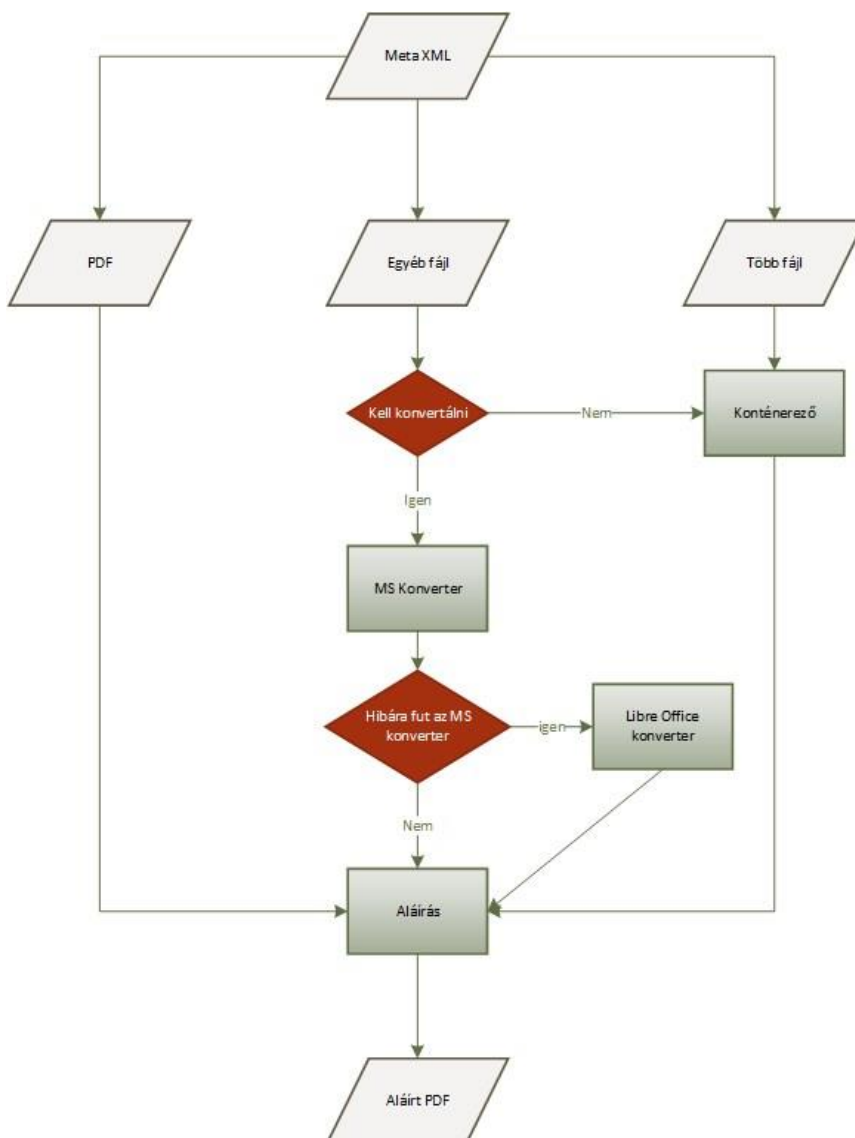 Meta XML
PDF
Egyéb fájl
Több fájl
Kell konvertálni
Nem
Konténerező
Igen
MS Konverter
Hibára fut az MS
konverter
igen
Libre Office
konverter
Nem
Aláírás
Aláírt PDF